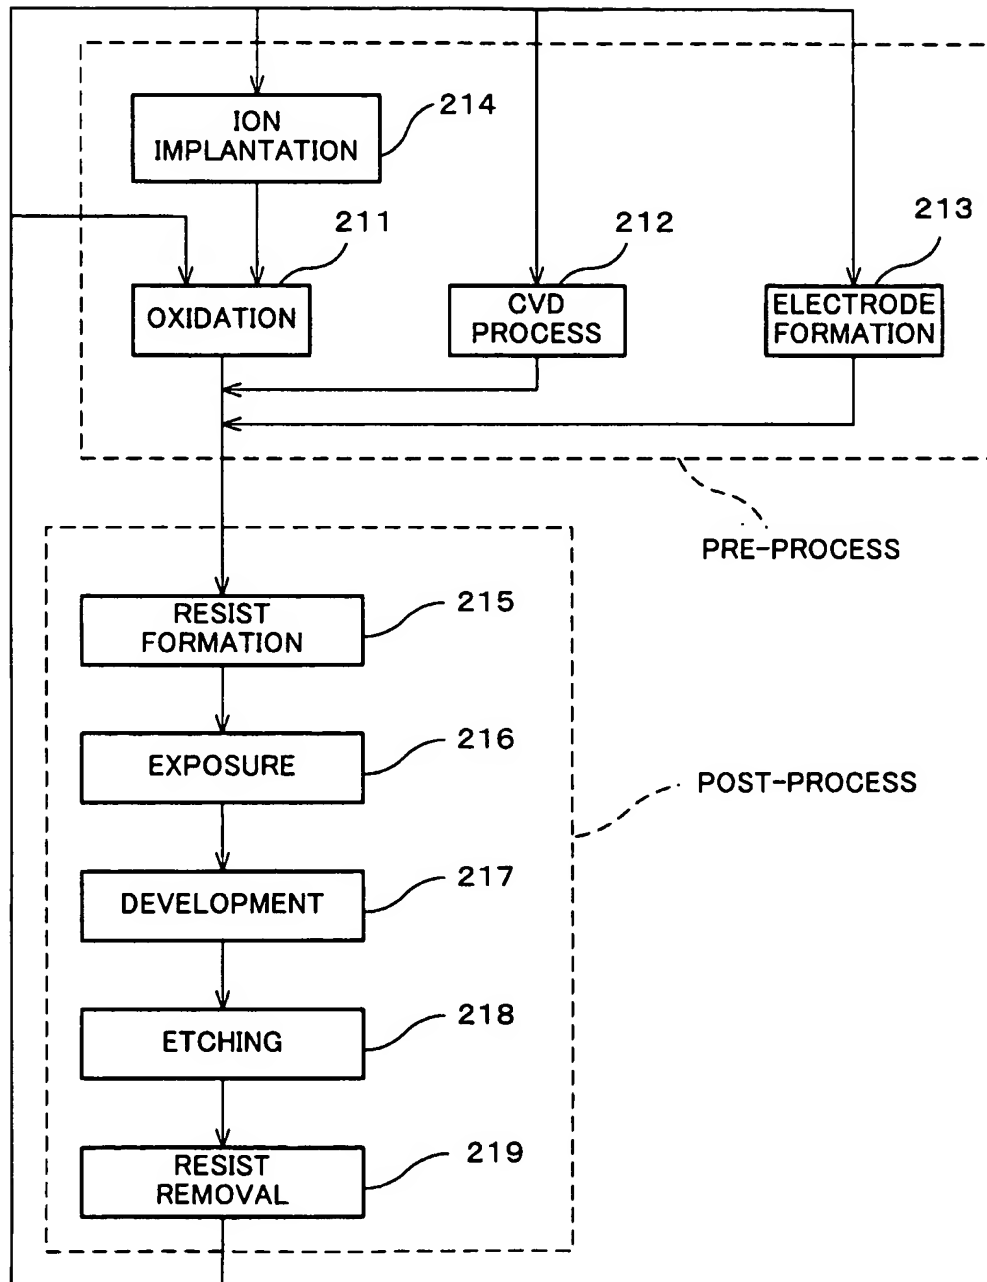 ION
IMPLANTATION
214
211
212
213
OXIDATION
CVD
PROCESS
ELECTRODE
FORMATION
PRE-PROCESS
RESIST
FORMATION
215
EXPOSURE
216
POST-PROCESS
DEVELOPMENT
217
ETCHING
218
RESIST
REMOVAL
219